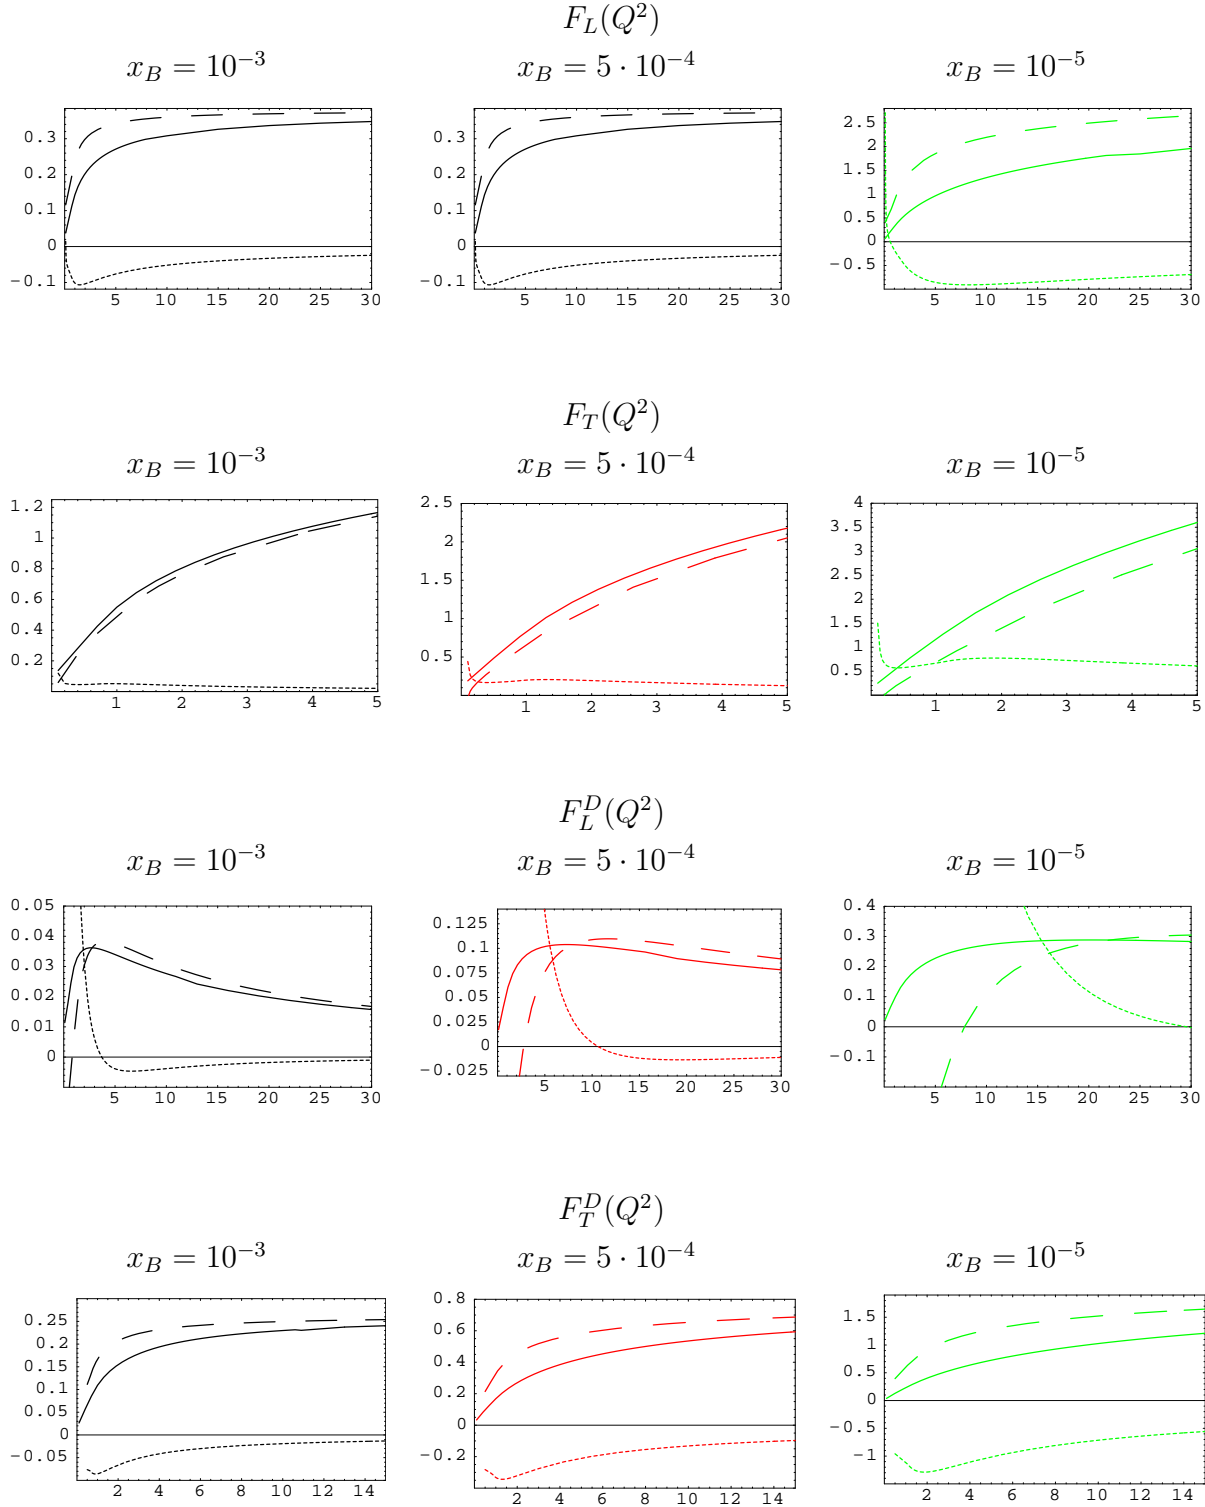 F_L(Q²)
x_B = 10⁻³ x_B = 5 · 10⁻⁴ x_B = 10⁻⁵
0.3 0.3 2.5
2
0.2 0.2 1.5
0.1 0.1 1
0.5
0 0 0
-0.1 -0.1 -0.5
5 10 15 20 25 30 5 10 15 20 25 30 5 10 15 20 25 30
F_T(Q²)
x_B = 10⁻³ x_B = 5 · 10⁻⁴ x_B = 10⁻⁵
1.2 2.5 4
1 2 3.5
0.8 1.5 3
2.5
0.6 1 2
0.4 1.5
1
0.2 0.5 0.5
1 2 3 4 5 1 2 3 4 5 1 2 3 4 5
F_L^D(Q²)
x_B = 10⁻³ x_B = 5 · 10⁻⁴ x_B = 10⁻⁵
0.05 0.125 0.4
0.04 0.1 0.3
0.03 0.075 0.2
0.02 0.05 0.1
0.01 0.025 0
0 0 -0.1
-0.025
5 10 15 20 25 30 5 10 15 20 25 30 5 10 15 20 25 30
F_T^D(Q²)
x_B = 10⁻³ x_B = 5 · 10⁻⁴ x_B = 10⁻⁵
0.25 0.8 1.5
0.2 0.6 1
0.15 0.4 0.5
0.1 0.2 0
0.05 0 -0.5
0 -0.2 -1
-0.05
2 4 6 8 10 12 14 2 4 6 8 10 12 14 2 4 6 8 10 12 14